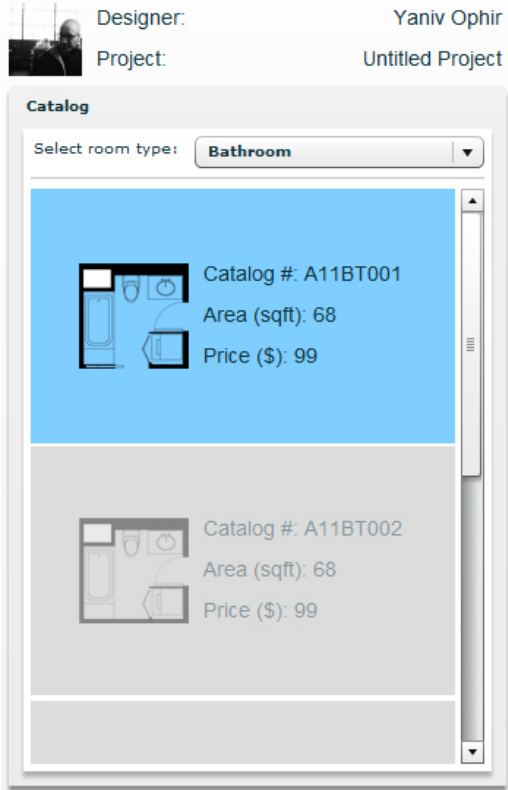 Designer: Yaniv Ophir
Project: Untitled Project
Catalog
Select room type: Bathroom
Catalog #: A11BT001
Area (sqft): 68
Price ($): 99
Catalog #: A11BT002
Area (sqft): 68
Price ($): 99